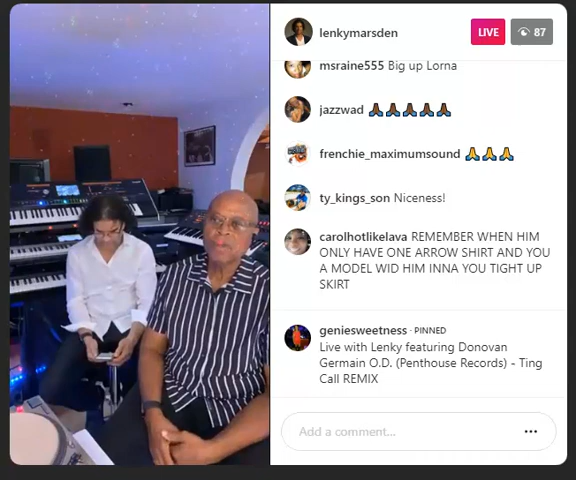 lenkymarsden
LIVE
87
msraine555 Big up Lorna
jazzwad 🙏🏾🙏🏾🙏🏾🙏🏾🙏🏾
frenchie_maximumsound 🙏🙏🙏
ty_kings_son Niceness!
carolhotlikelava REMEMBER WHEN HIM
ONLY HAVE ONE ARROW SHIRT AND YOU
A MODEL WID HIM INNA YOU TIGHT UP
SKIRT
geniesweetness · PINNED
Live with Lenky featuring Donovan
Germain O.D. (Penthouse Records) - Ting
Call REMIX
Add a comment...